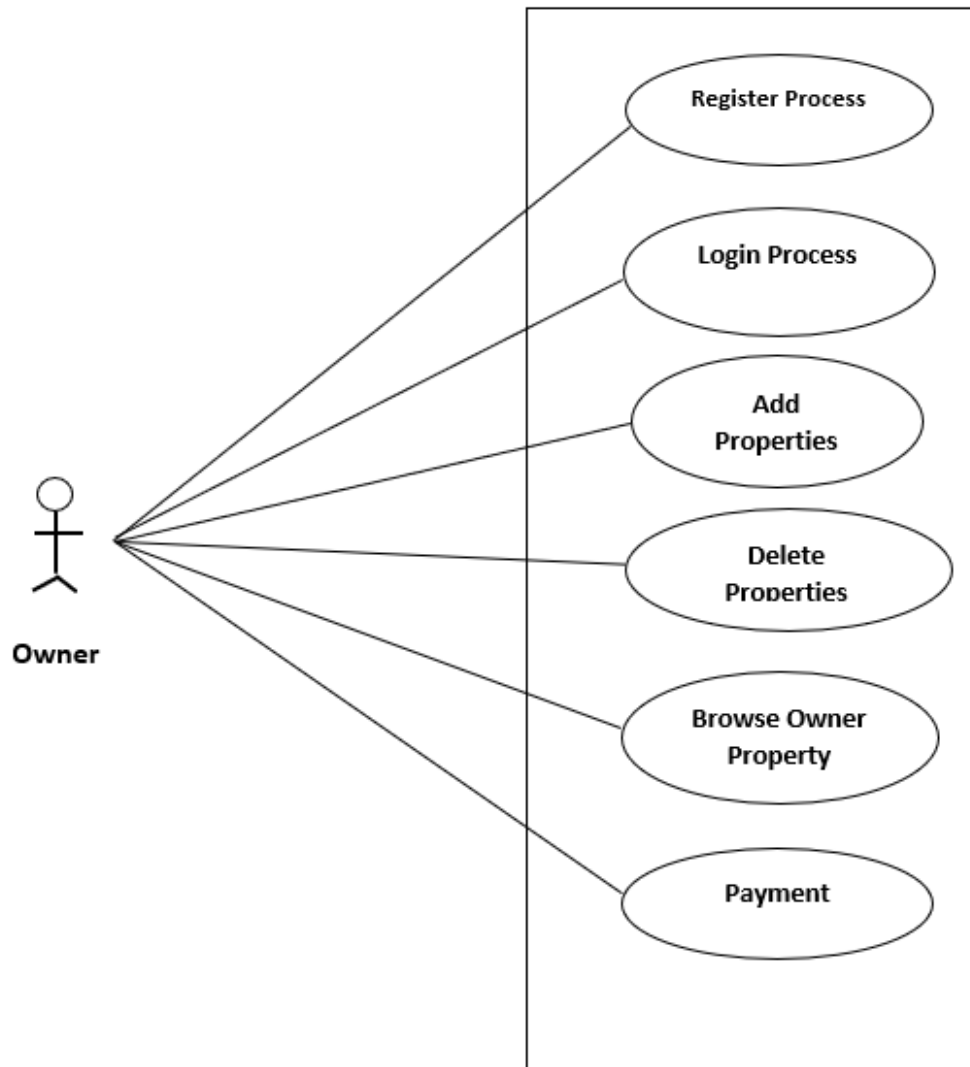 Register Process
Login Process
Add
Properties
Delete
Properties
Owner
Browse Owner
Property
Payment